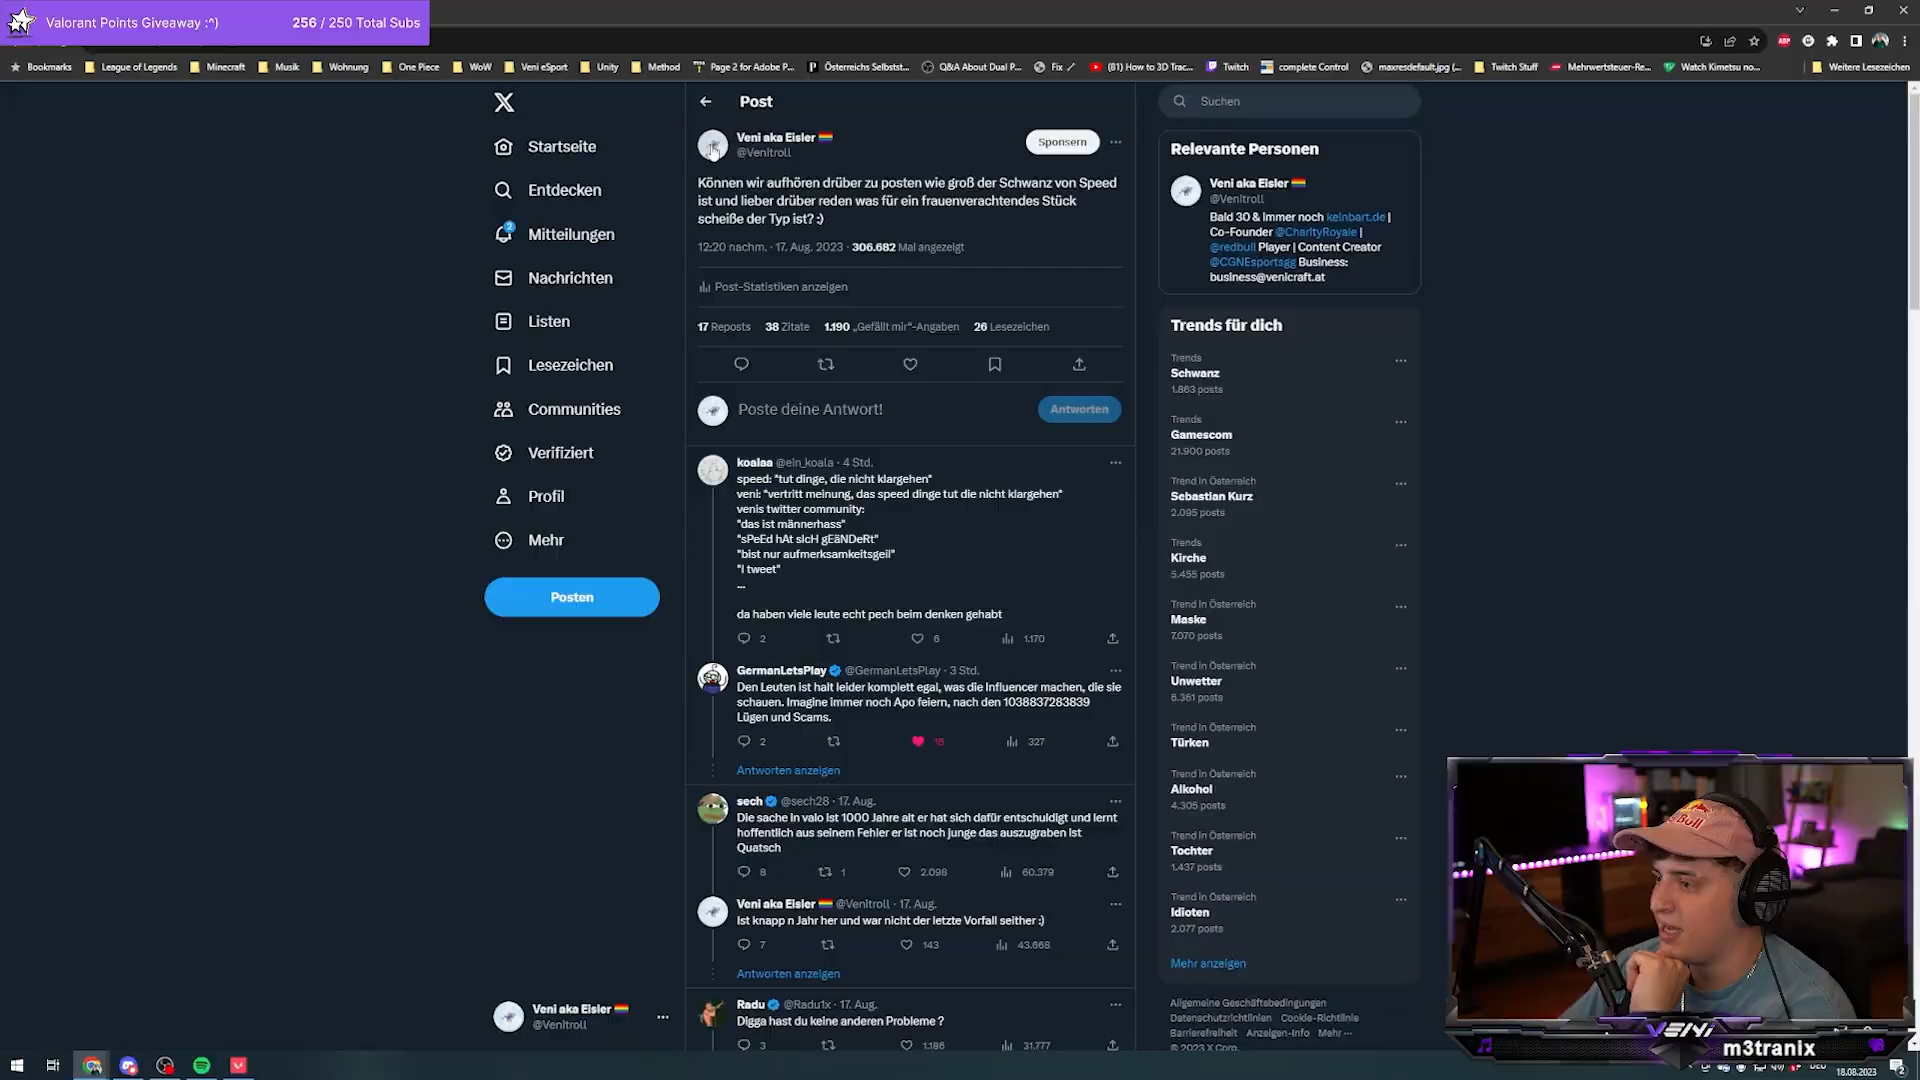 Valorant Points Giveaway :^)
256 / 250 Total Subs
Bookmarks
League of Legends
Minecraft
Musik
Wohnung
One Piece
WoW
Veni eSport
Unity
Method
Page 2 for Adobe P...
Österreichs Selbstst...
Q&A About Dual P...
Fix
(81) How to 3D Trac...
Twitch
complete Control
maxresdefault.jpg (...
Twitch Stuff
Mehrwertsteuer-Re...
Watch Kimetsu no...
Weitere Lesezeichen
Startseite
Entdecken
2
Mitteilungen
Nachrichten
Listen
Lesezeichen
Communities
Verifiziert
Profil
Mehr
Posten
Veni aka Eisler
@Venitroll
Post
Veni aka Eisler
@Venitroll
Sponsern
Können wir aufhören drüber zu posten wie groß der Schwanz von Speed
ist und lieber drüber reden was für ein frauenverachtendes Stück
scheiße der Typ ist? :)
12:20 nachm. · 17. Aug. 2023 · 306.682 Mal angezeigt
Post-Statistiken anzeigen
17 Reposts 38 Zitate 1.190 „Gefällt mir“-Angaben 26 Lesezeichen
Poste deine Antwort!
Antworten
koalaa @ein_koala · 4 Std.
speed: "tut dinge, die nicht klargehen"
veni: "vertritt meinung, das speed dinge tut die nicht klargehen"
venis twitter community:
"das ist männerhass"
"sPeEd hAt sIcH gEäNDeRt"
"bist nur aufmerksamkeitsgeil"
"l tweet"
...
da haben viele leute echt pech beim denken gehabt
2 6 1.170
GermanLetsPlay @GermanLetsPlay · 3 Std.
Den Leuten ist halt leider komplett egal, was die Influencer machen, die sie
schauen. Imagine immer noch Apo feiern, nach den 1038837283839
Lügen und Scams.
2 15 327
Antworten anzeigen
sech @sech28 · 17. Aug.
Die sache in valo ist 1000 Jahre alt er hat sich dafür entschuldigt und lernt
hoffentlich aus seinem Fehler er ist noch junge das auszugraben ist
Quatsch
8 1 2.098 60.379
Veni aka Eisler @Venitroll · 17. Aug.
Ist knapp n Jahr her und war nicht der letzte Vorfall seither :)
7 143 43.668
Antworten anzeigen
Radu @Radu1x · 17. Aug.
Digga hast du keine anderen Probleme ?
3 1.186 31.777
Suchen
Relevante Personen
Veni aka Eisler
@Venitroll
Bald 30 & immer noch keinbart.de |
Co-Founder @CharityRoyale |
@redbull Player | Content Creator
@CGNEsportsgg Business:
business@venicraft.at
Trends für dich
Trends
Schwanz
1.863 posts
Trends
Gamescom
21.900 posts
Trends
Sebastian Kurz
2.095 posts
Trends
Kirche
5.455 posts
Trend in Österreich
Maske
7.070 posts
Trend in Österreich
Unwetter
6.361 posts
Trend in Österreich
Türken
Trend in Österreich
Alkohol
4.305 posts
Trend in Österreich
Tochter
1.437 posts
Trend in Österreich
Idioten
2.077 posts
Mehr anzeigen
Allgemeine Geschäftsbedingungen
Datenschutzrichtlinien Cookie-Richtlinie
Barrierefreiheit Anzeigen-Info Mehr ···
© 2023 X Corp.
Red Bull
VENI
m3tranix
DEU
18.08.2023
2